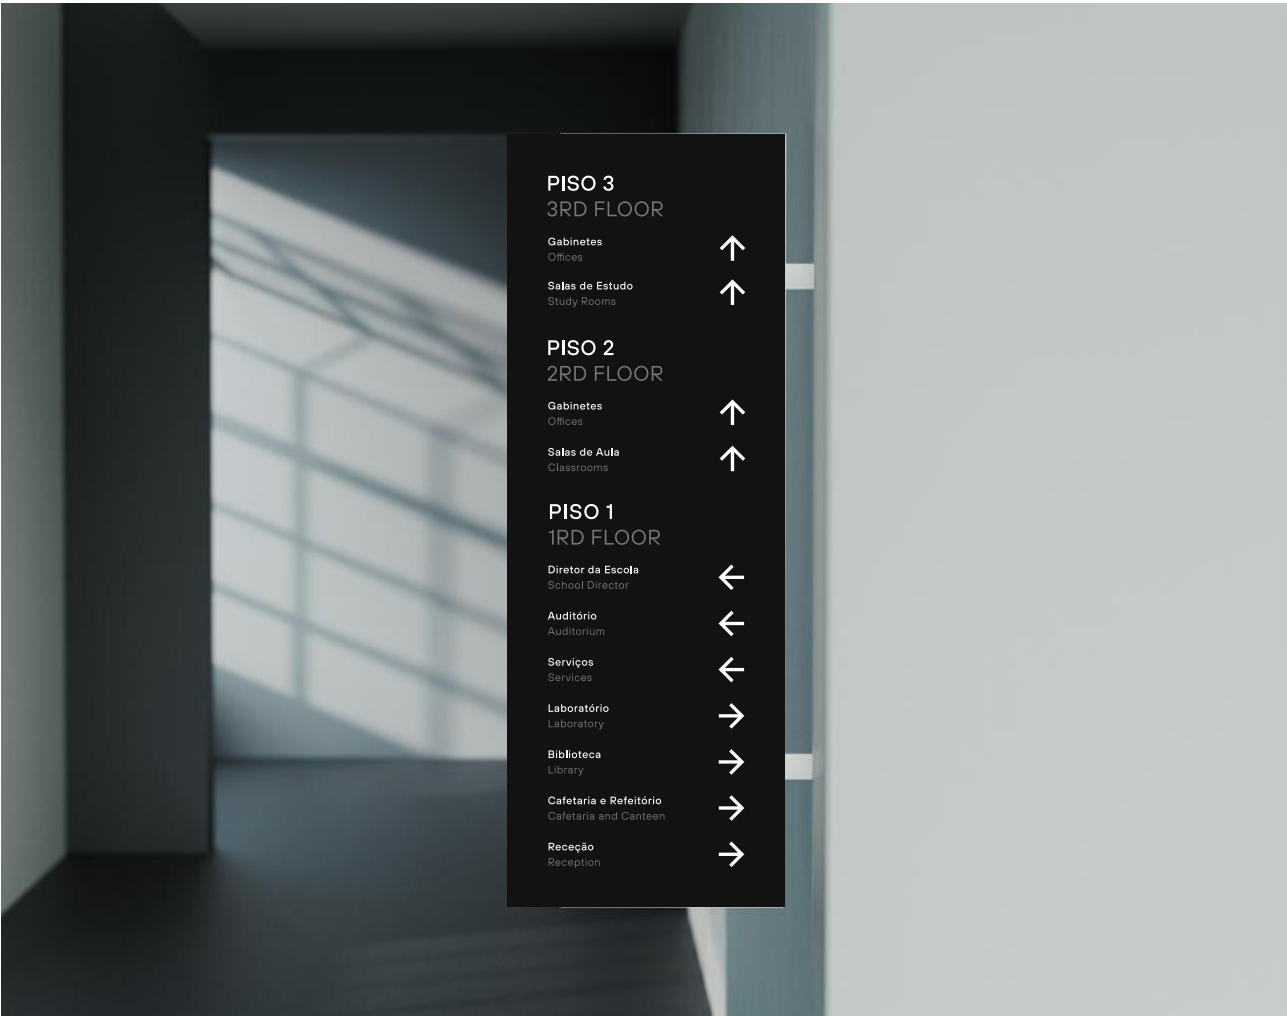 PISO 3
3RD FLOOR
Gabinetes
Offices
Salas de Estudo
Study Rooms
PISO 2
2RD FLOOR
Gabinetes
Offices
Salas de Aula
Classrooms
PISO 1
1RD FLOOR
Diretor da Escola
School Director
Auditório
Auditorium
Serviços
Services
Laboratório
Laboratory
Biblioteca
Library
Cafetaria e Refeitório
Cafetaria and Canteen
Receção
Reception